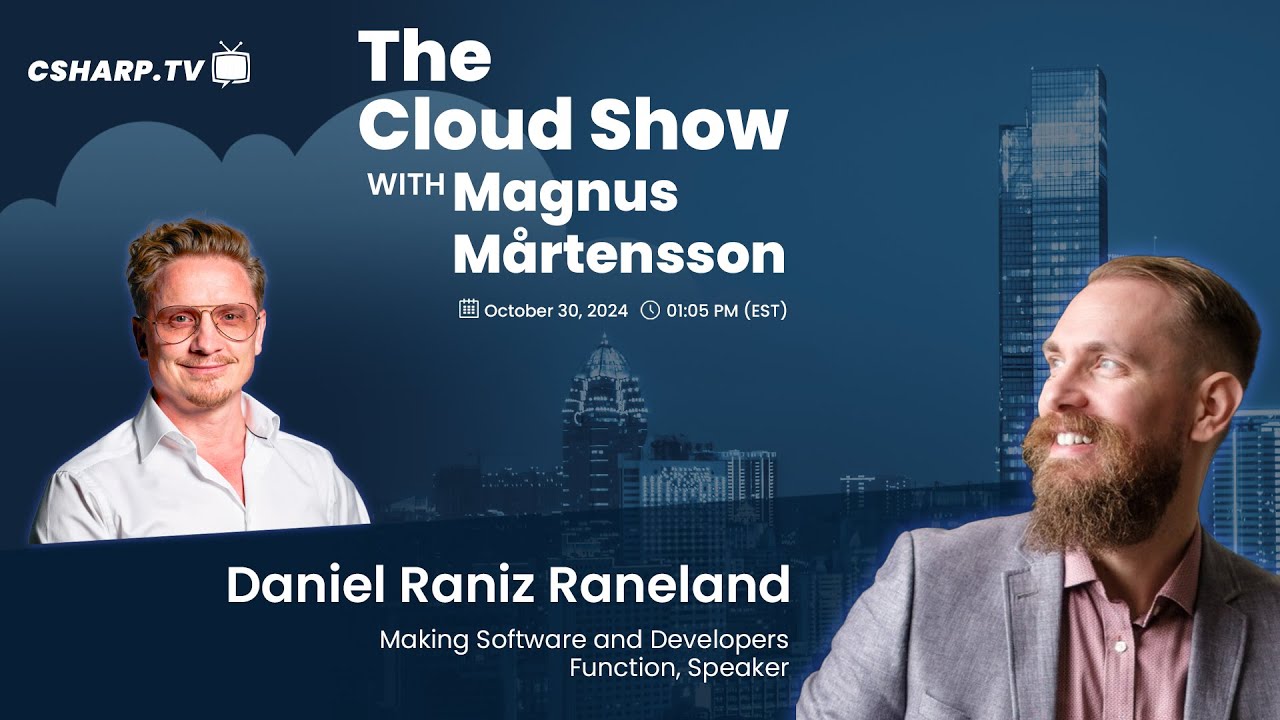 CSHARP.TV
The
Cloud Show
WITH Magnus
Mårtensson
October 30, 2024 01:05 PM (EST)
Daniel Raniz Raneland
Making Software and Developers
Function, Speaker